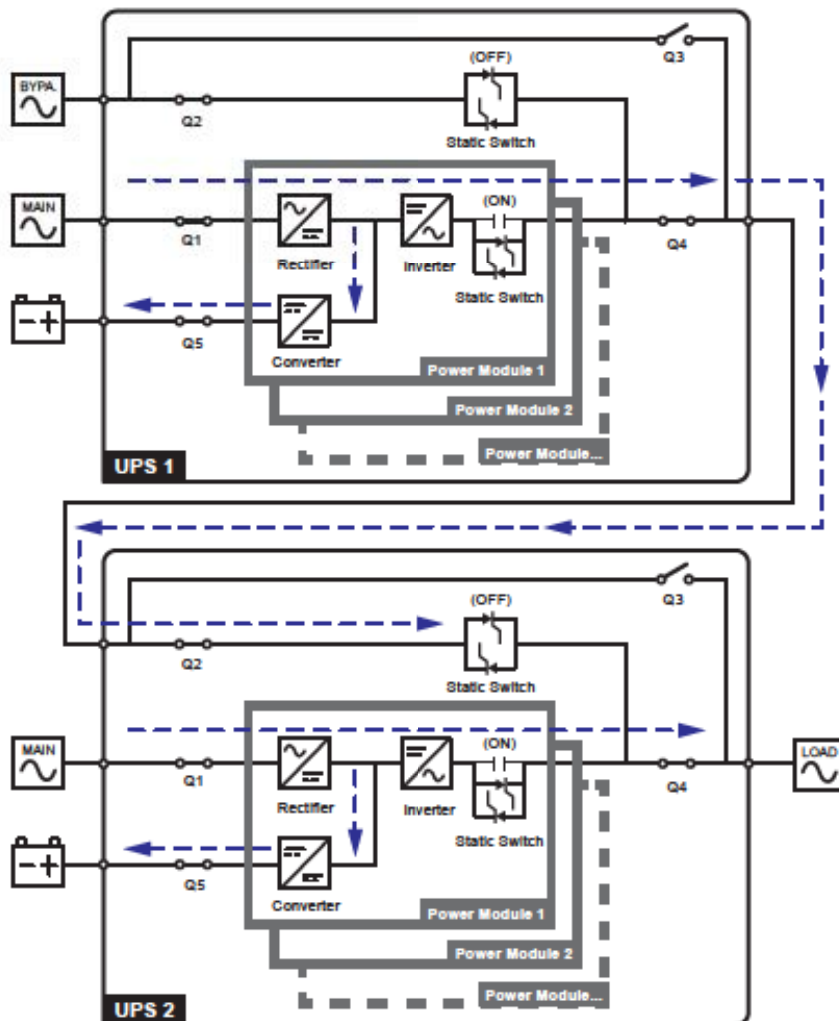 Q3
(OFF)
BYPA.
Q2
Static Switch
MAIN
(ON)
Q1
Rectifier
Inverter
Q4
Static Switch
Q5
Converter
Power Module 1
Power Module 2
Power Module...
UPS 1
Q3
(OFF)
Q2
Static Switch
MAIN
(ON)
LOAD
Q1
Rectifier
Inverter
Q4
Static Switch
Q5
Converter
Power Module 1
Power Module 2
Power Module...
UPS 2